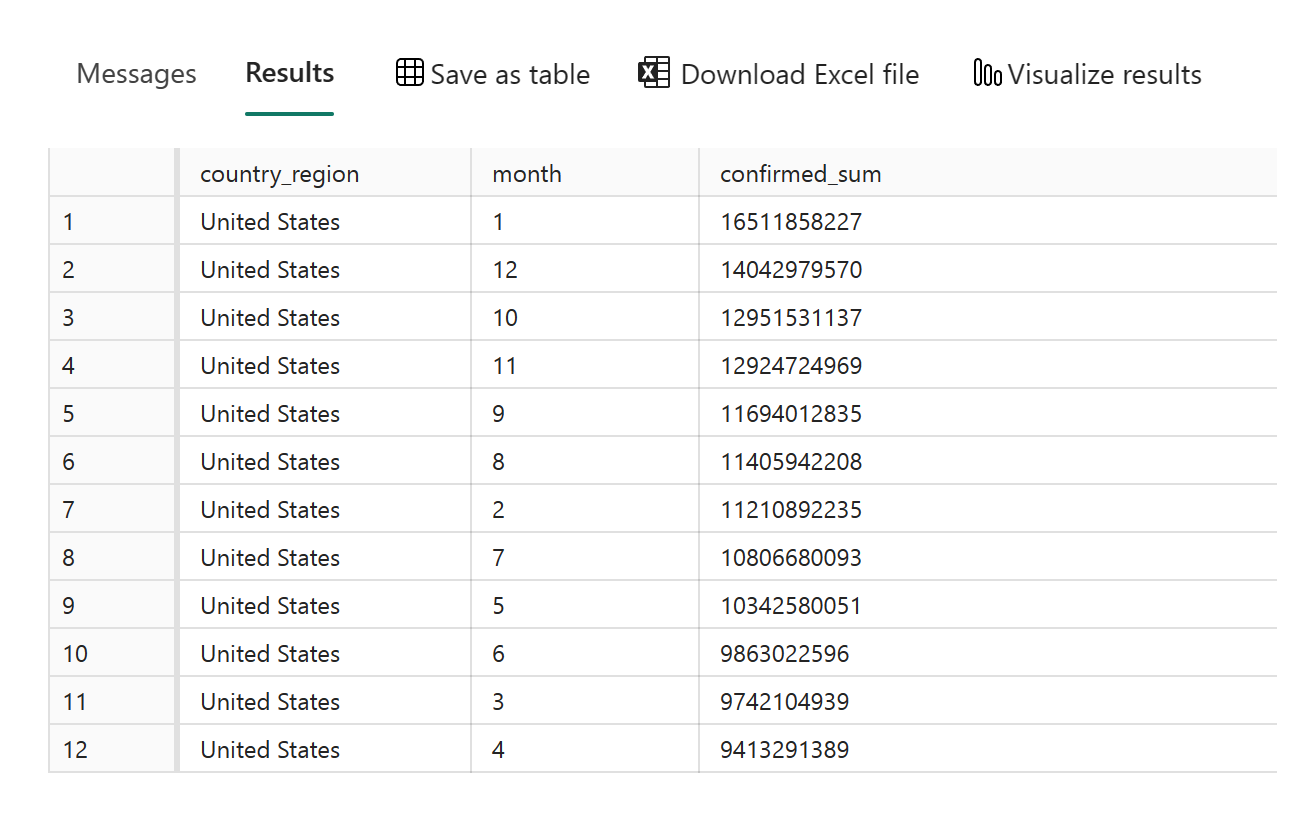 Messages Results Save as table Download Excel file Visualize results
country_region month confirmed_sum
1 United States 1 16511858227
2 United States 12 14042979570
3 United States 10 12951531137
4 United States 11 12924724969
5 United States 9 11694012835
6 United States 8 11405942208
7 United States 2 11210892235
8 United States 7 10806680093
9 United States 5 10342580051
10 United States 6 9863022596
11 United States 3 9742104939
12 United States 4 9413291389